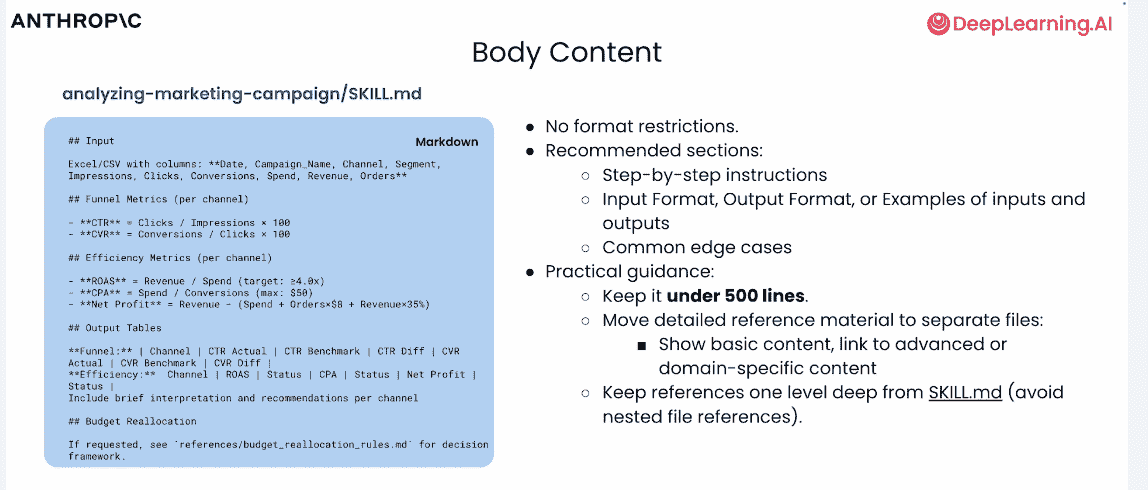 ANTHROP\C
DeepLearning.AI
Body Content
analyzing-marketing-campaign/SKILL.md
Markdown
## Input
Excel/CSV with columns: **Date, Campaign_Name, Channel, Segment,
Impressions, Clicks, Conversions, Spend, Revenue, Orders**
## Funnel Metrics (per channel)
- **CTR** = Clicks / Impressions × 100
- **CVR** = Conversions / Clicks × 100
## Efficiency Metrics (per channel)
- **ROAS** = Revenue / Spend (target: ≥4.0x)
- **CPA** = Spend / Conversions (max: $50)
- **Net Profit** = Revenue - (Spend + Orders×$8 + Revenue×35%)
## Output Tables
**Funnel:** | Channel | CTR Actual | CTR Benchmark | CTR Diff | CVR
Actual | CVR Benchmark | CVR Diff |
**Efficiency:** Channel | ROAS | Status | CPA | Status | Net Profit |
Status |
Include brief interpretation and recommendations per channel
## Budget Reallocation
If requested, see `references/budget_reallocation_rules.md` for decision
framework.
● No format restrictions.
● Recommended sections:
○ Step-by-step instructions
○ Input Format, Output Format, or Examples of inputs and
outputs
○ Common edge cases
● Practical guidance:
○ Keep it under 500 lines.
○ Move detailed reference material to separate files:
■ Show basic content, link to advanced or
domain-specific content
○ Keep references one level deep from SKILL.md (avoid
nested file references).